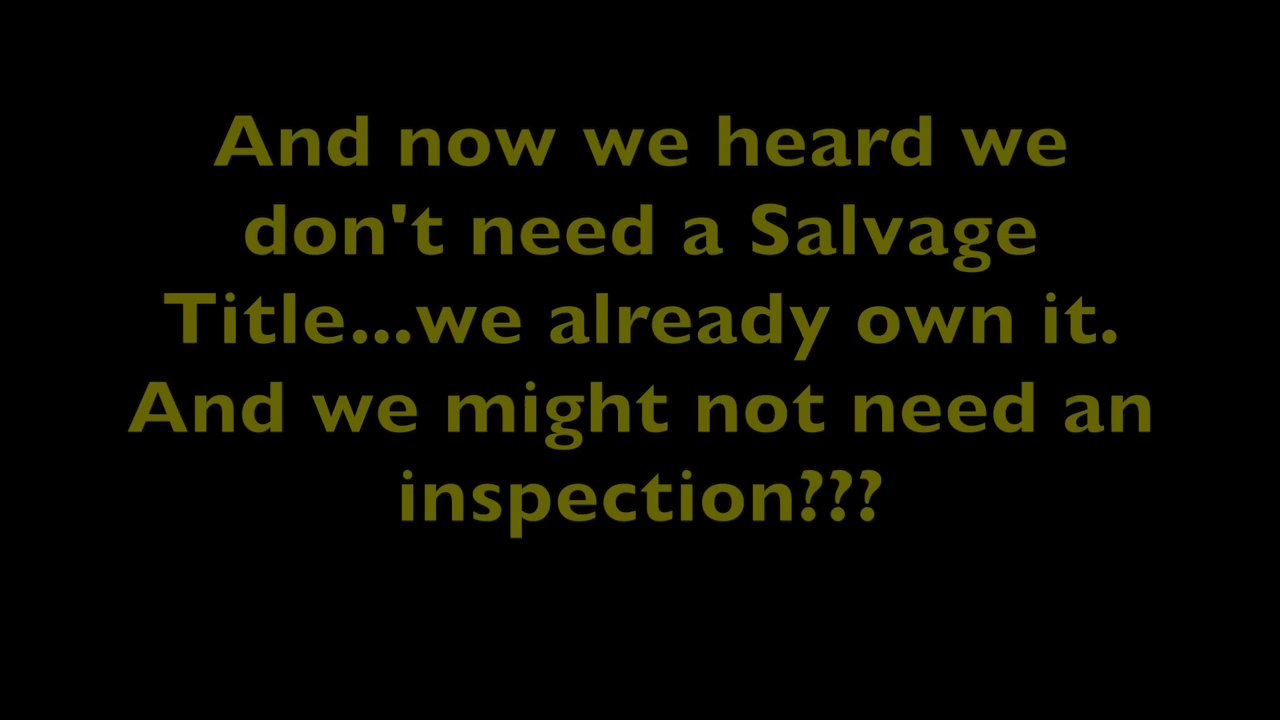 And now we heard we
don't need a Salvage
Title...we already own it.
And we might not need an
inspection???